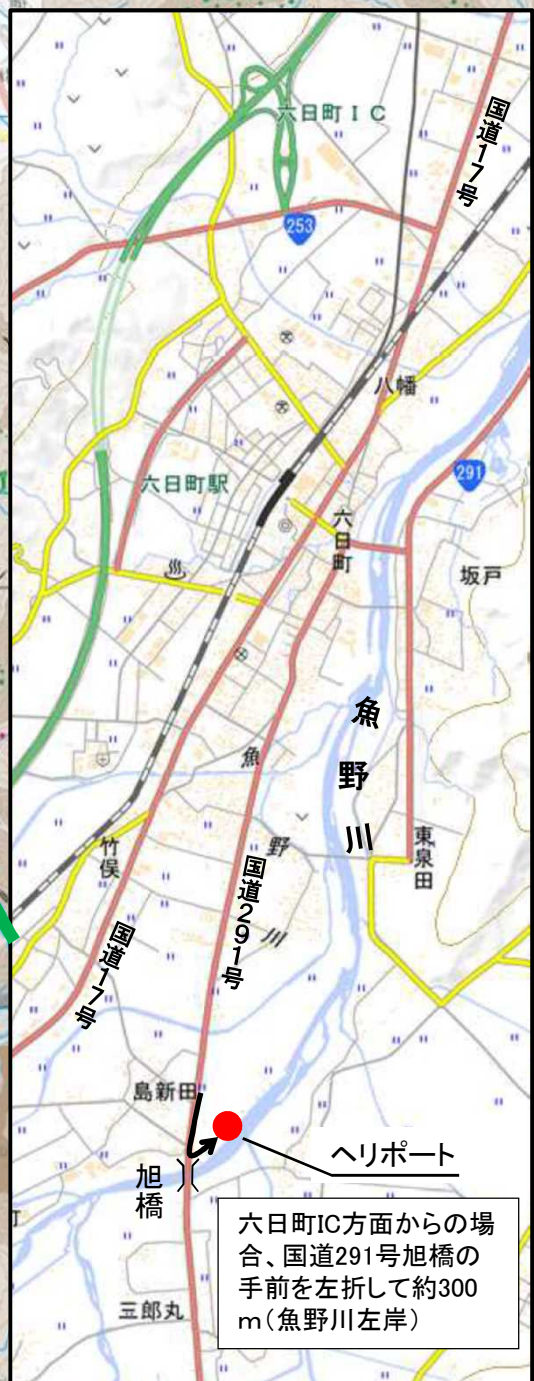 六日町IC
国道17号
253
八幡
291
六日町駅
六日町
坂戸
魚野川
魚野川
東泉田
竹俣
国道291号
国道17号
島新田
ヘリポート
旭橋
六日町IC方面からの場
合、国道291号旭橋の
手前を左折して約300
m(魚野川左岸)
三郎丸